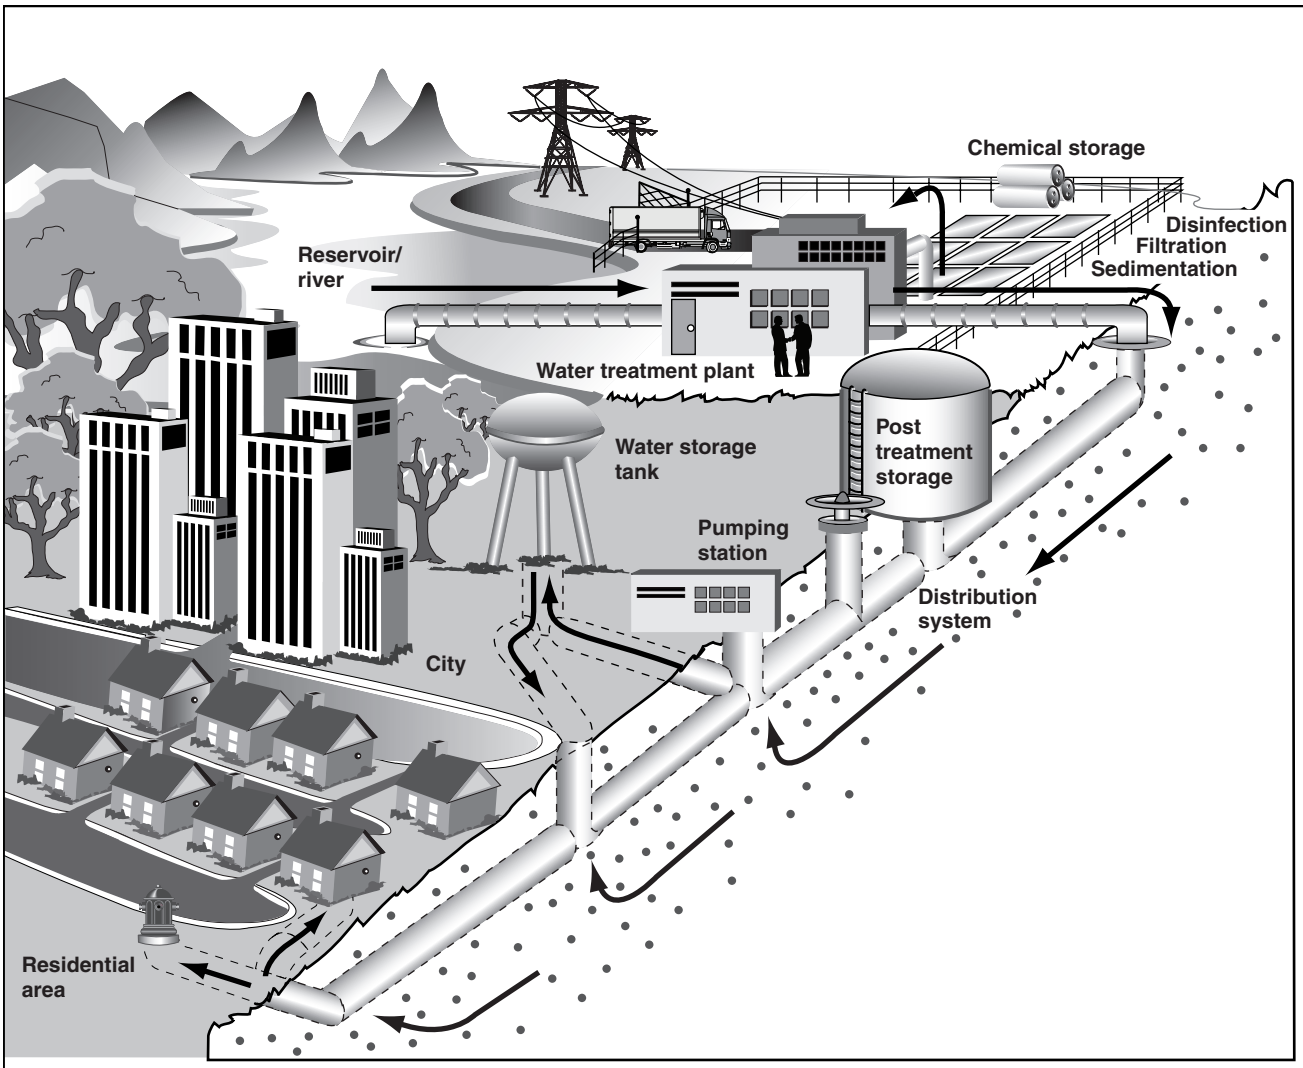 Chemical storage
Disinfection
Filtration
Sedimentation
Reservoir/
river
Water treatment plant
Post
treatment
storage
Water storage
tank
Pumping
station
Distribution
system
City
Residential
area